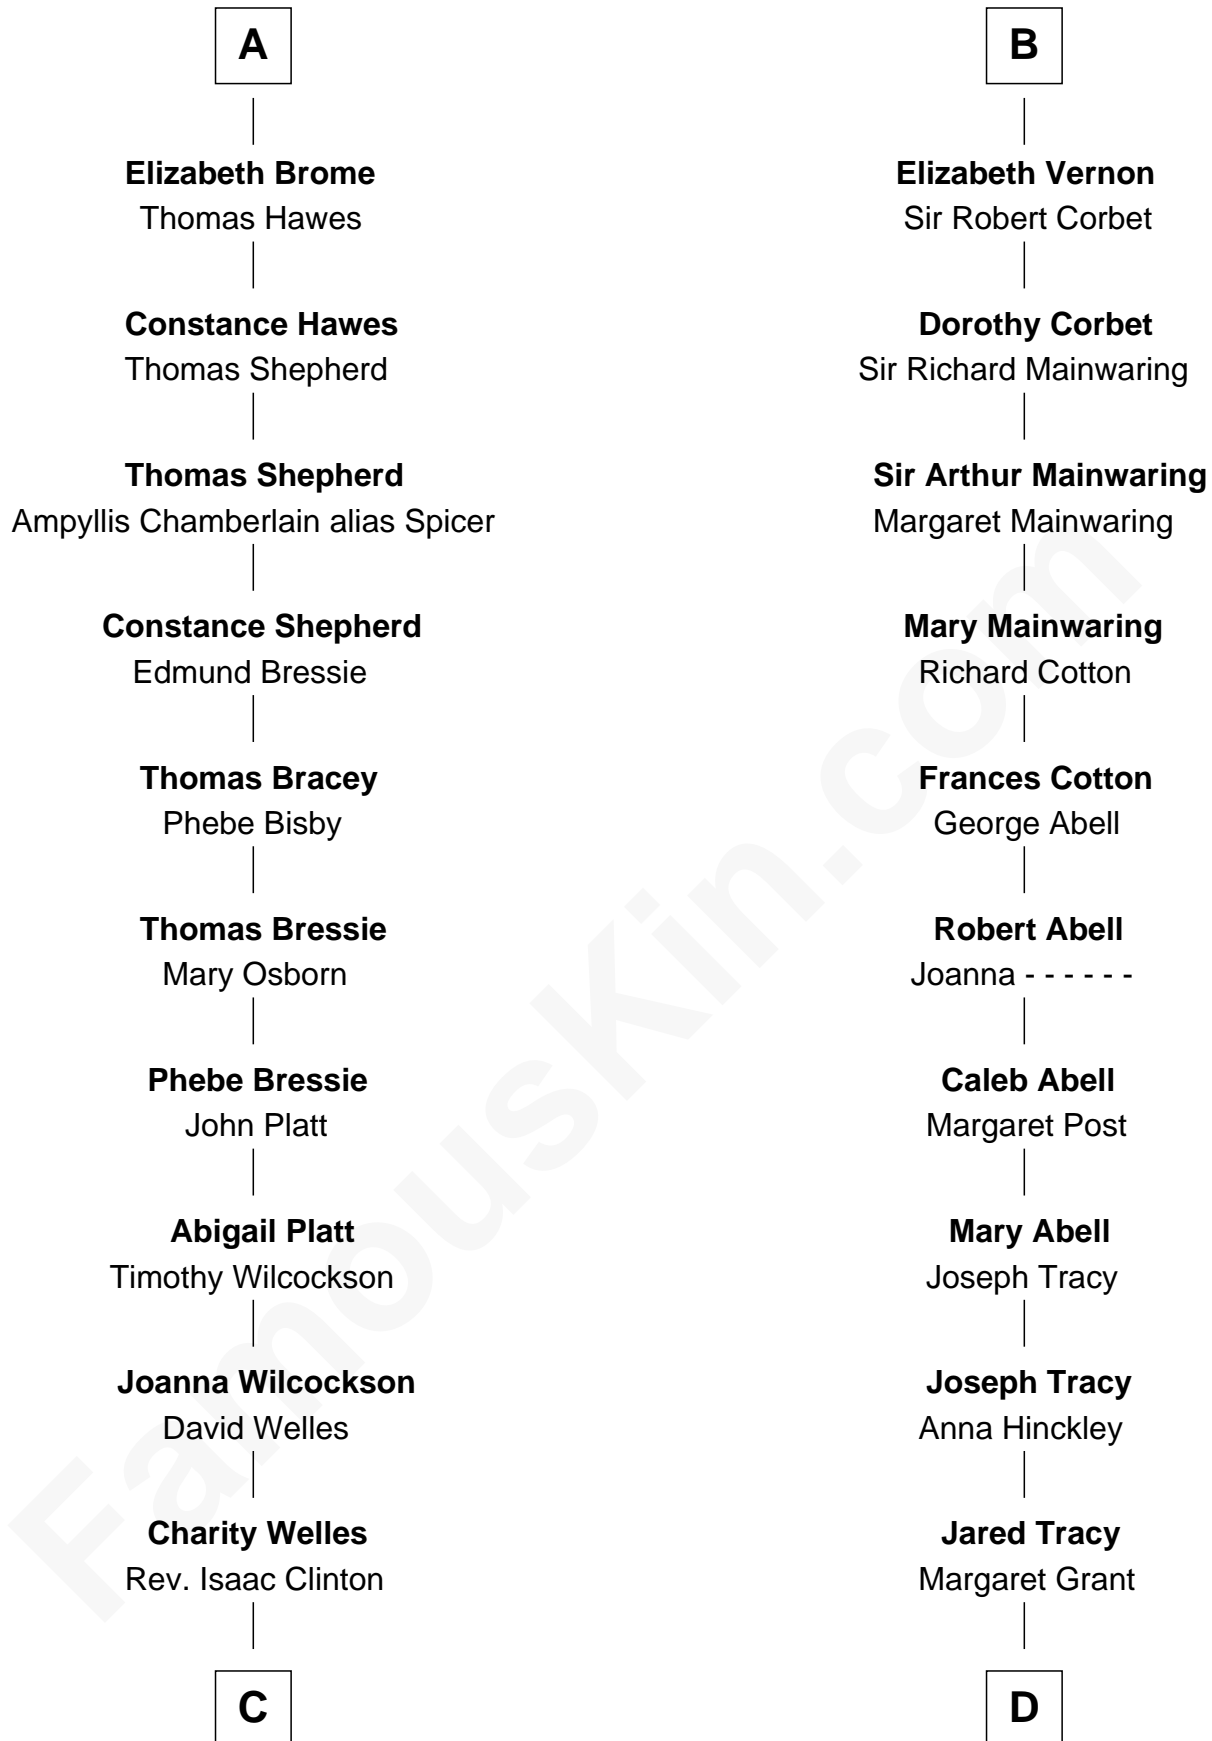 A
Elizabeth Brome
Thomas Hawes
Constance Hawes
Thomas Shepherd
Thomas Shepherd
Ampyllis Chamberlain alias Spicer
Constance Shepherd
Edmund Bressie
Thomas Bracey
Phebe Bisby
Thomas Bressie
Mary Osborn
Phebe Bressie
John Platt
Abigail Platt
Timothy Wilcockson
Joanna Wilcockson
David Welles
Charity Welles
Rev. Isaac Clinton
C
B
Elizabeth Vernon
Sir Robert Corbet
Dorothy Corbet
Sir Richard Mainwaring
Sir Arthur Mainwaring
Margaret Mainwaring
Mary Mainwaring
Richard Cotton
Frances Cotton
George Abell
Robert Abell
Joanna - - - - - -
Caleb Abell
Margaret Post
Mary Abell
Joseph Tracy
Joseph Tracy
Anna Hinckley
Jared Tracy
Margaret Grant
D
FamousKin.com